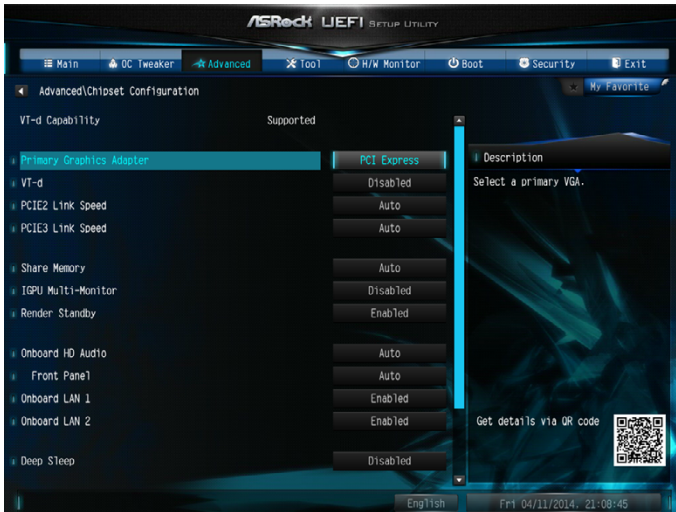 ASRock UEFI SETUP UTILITY
Main OC Tweaker Advanced Tool H/W Monitor Boot Security Exit
Advanced\Chipset Configuration
My Favorite
VT-d Capability Supported
Primary Graphics Adapter PCI Express
VT-d Disabled
PCIE2 Link Speed Auto
PCIE3 Link Speed Auto
Share Memory Auto
IGPU Multi-Monitor Disabled
Render Standby Enabled
Onboard HD Audio Auto
Front Panel Auto
Onboard LAN 1 Enabled
Onboard LAN 2 Enabled
Deep Sleep Disabled
Description
Select a primary VGA.
Get details via QR code
English
Fri 04/11/2014, 21:08:45